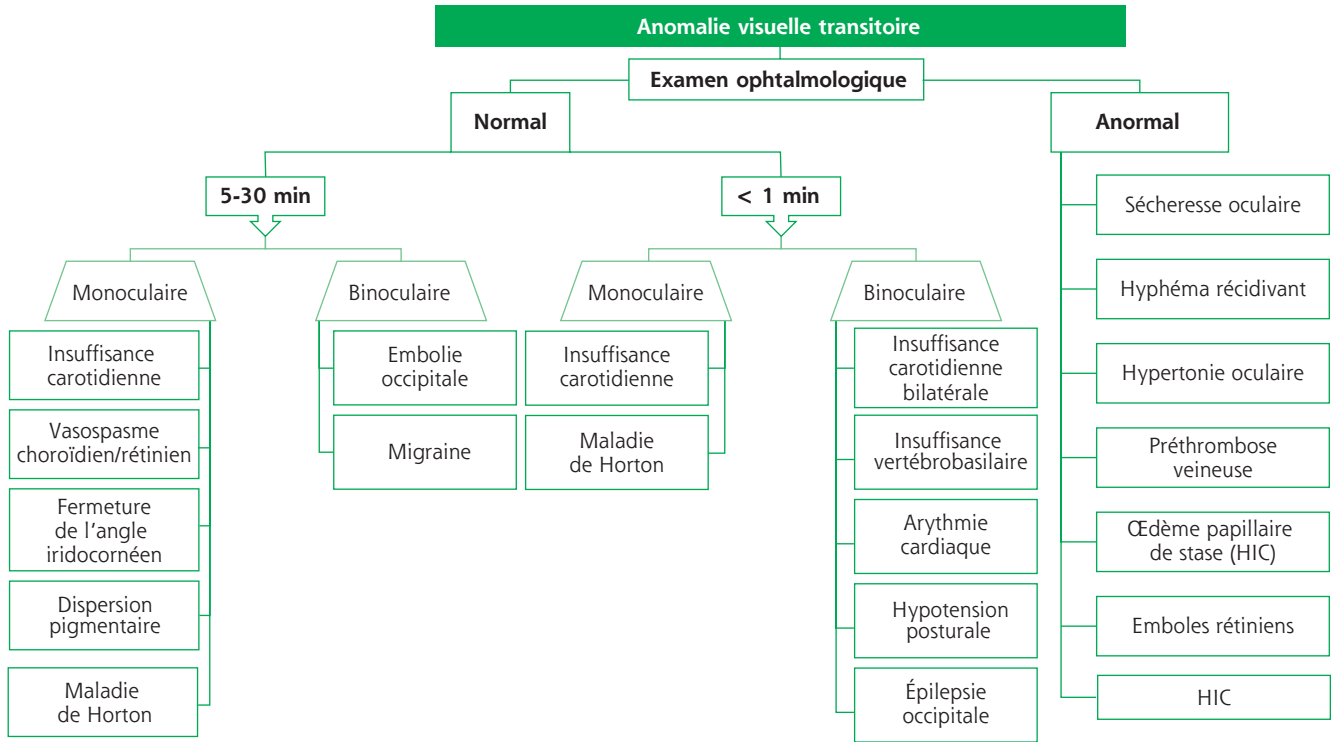 Anomalie visuelle transitoire
Examen ophtalmologique
Normal
Anormal
5-30 min
< 1 min
Monoculaire
Binoculaire
Monoculaire
Binoculaire
Insuffisance
carotidienne
Vasospasme
choroïdien/rétinien
Fermeture
de l'angle
iridocornéen
Dispersion
pigmentaire
Maladie
de Horton
Embolie
occipitale
Migraine
Insuffisance
carotidienne
Maladie
de Horton
Insuffisance
carotidienne
bilatérale
Insuffisance
vertébrobasilaire
Arythmie
cardiaque
Hypotension
posturale
Épilepsie
occipitale
Sécheresse oculaire
Hyphéma récidivant
Hypertonie oculaire
Préthrombose
veineuse
Œdème papillaire
de stase (HIC)
Emboles rétiniens
HIC